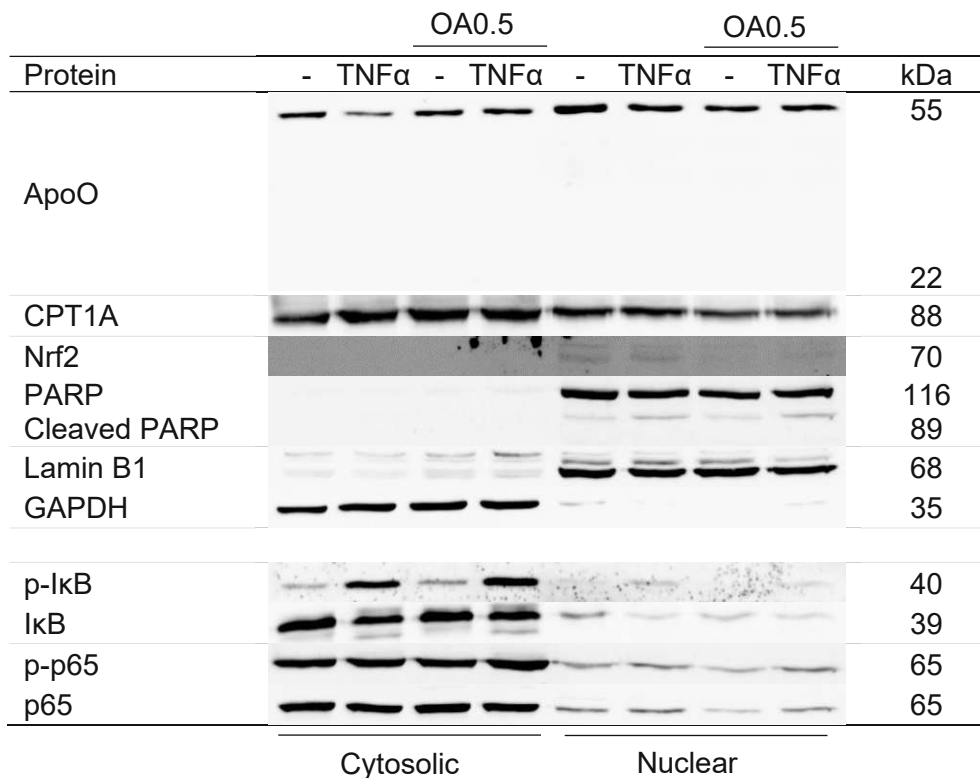 OA0.5 OA0.5
Protein - TNFα - TNFα - TNFα - TNFα kDa
55
ApoO
22
CPT1A 88
Nrf2 70
PARP 116
Cleaved PARP 89
Lamin B1 68
GAPDH 35
p-IκB 40
IκB 39
p-p65 65
p65 65
Cytosolic Nuclear